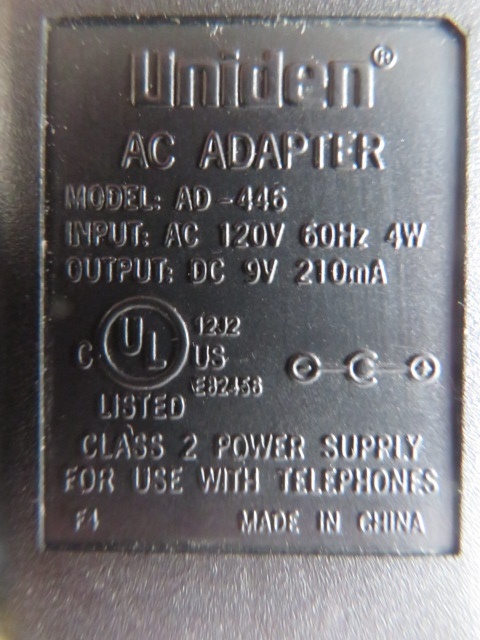 Uniden®
AC ADAPTER
MODEL: AD-446
INPUT: AC 120V 60Hz 4W
OUTPUT: DC 9V 210mA
12J2
C UL US
E82456
LISTED
CLASS 2 POWER SUPPLY
FOR USE WITH TELEPHONES
F4 MADE IN CHINA